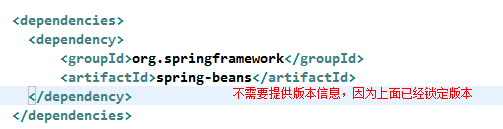 <dependencies>
<dependency>
<groupId>org.springframework</groupId>
<artifactId>spring-beans</artifactId>
</dependency> 不需要提供版本信息，因为上面已经锁定版本
</dependencies>